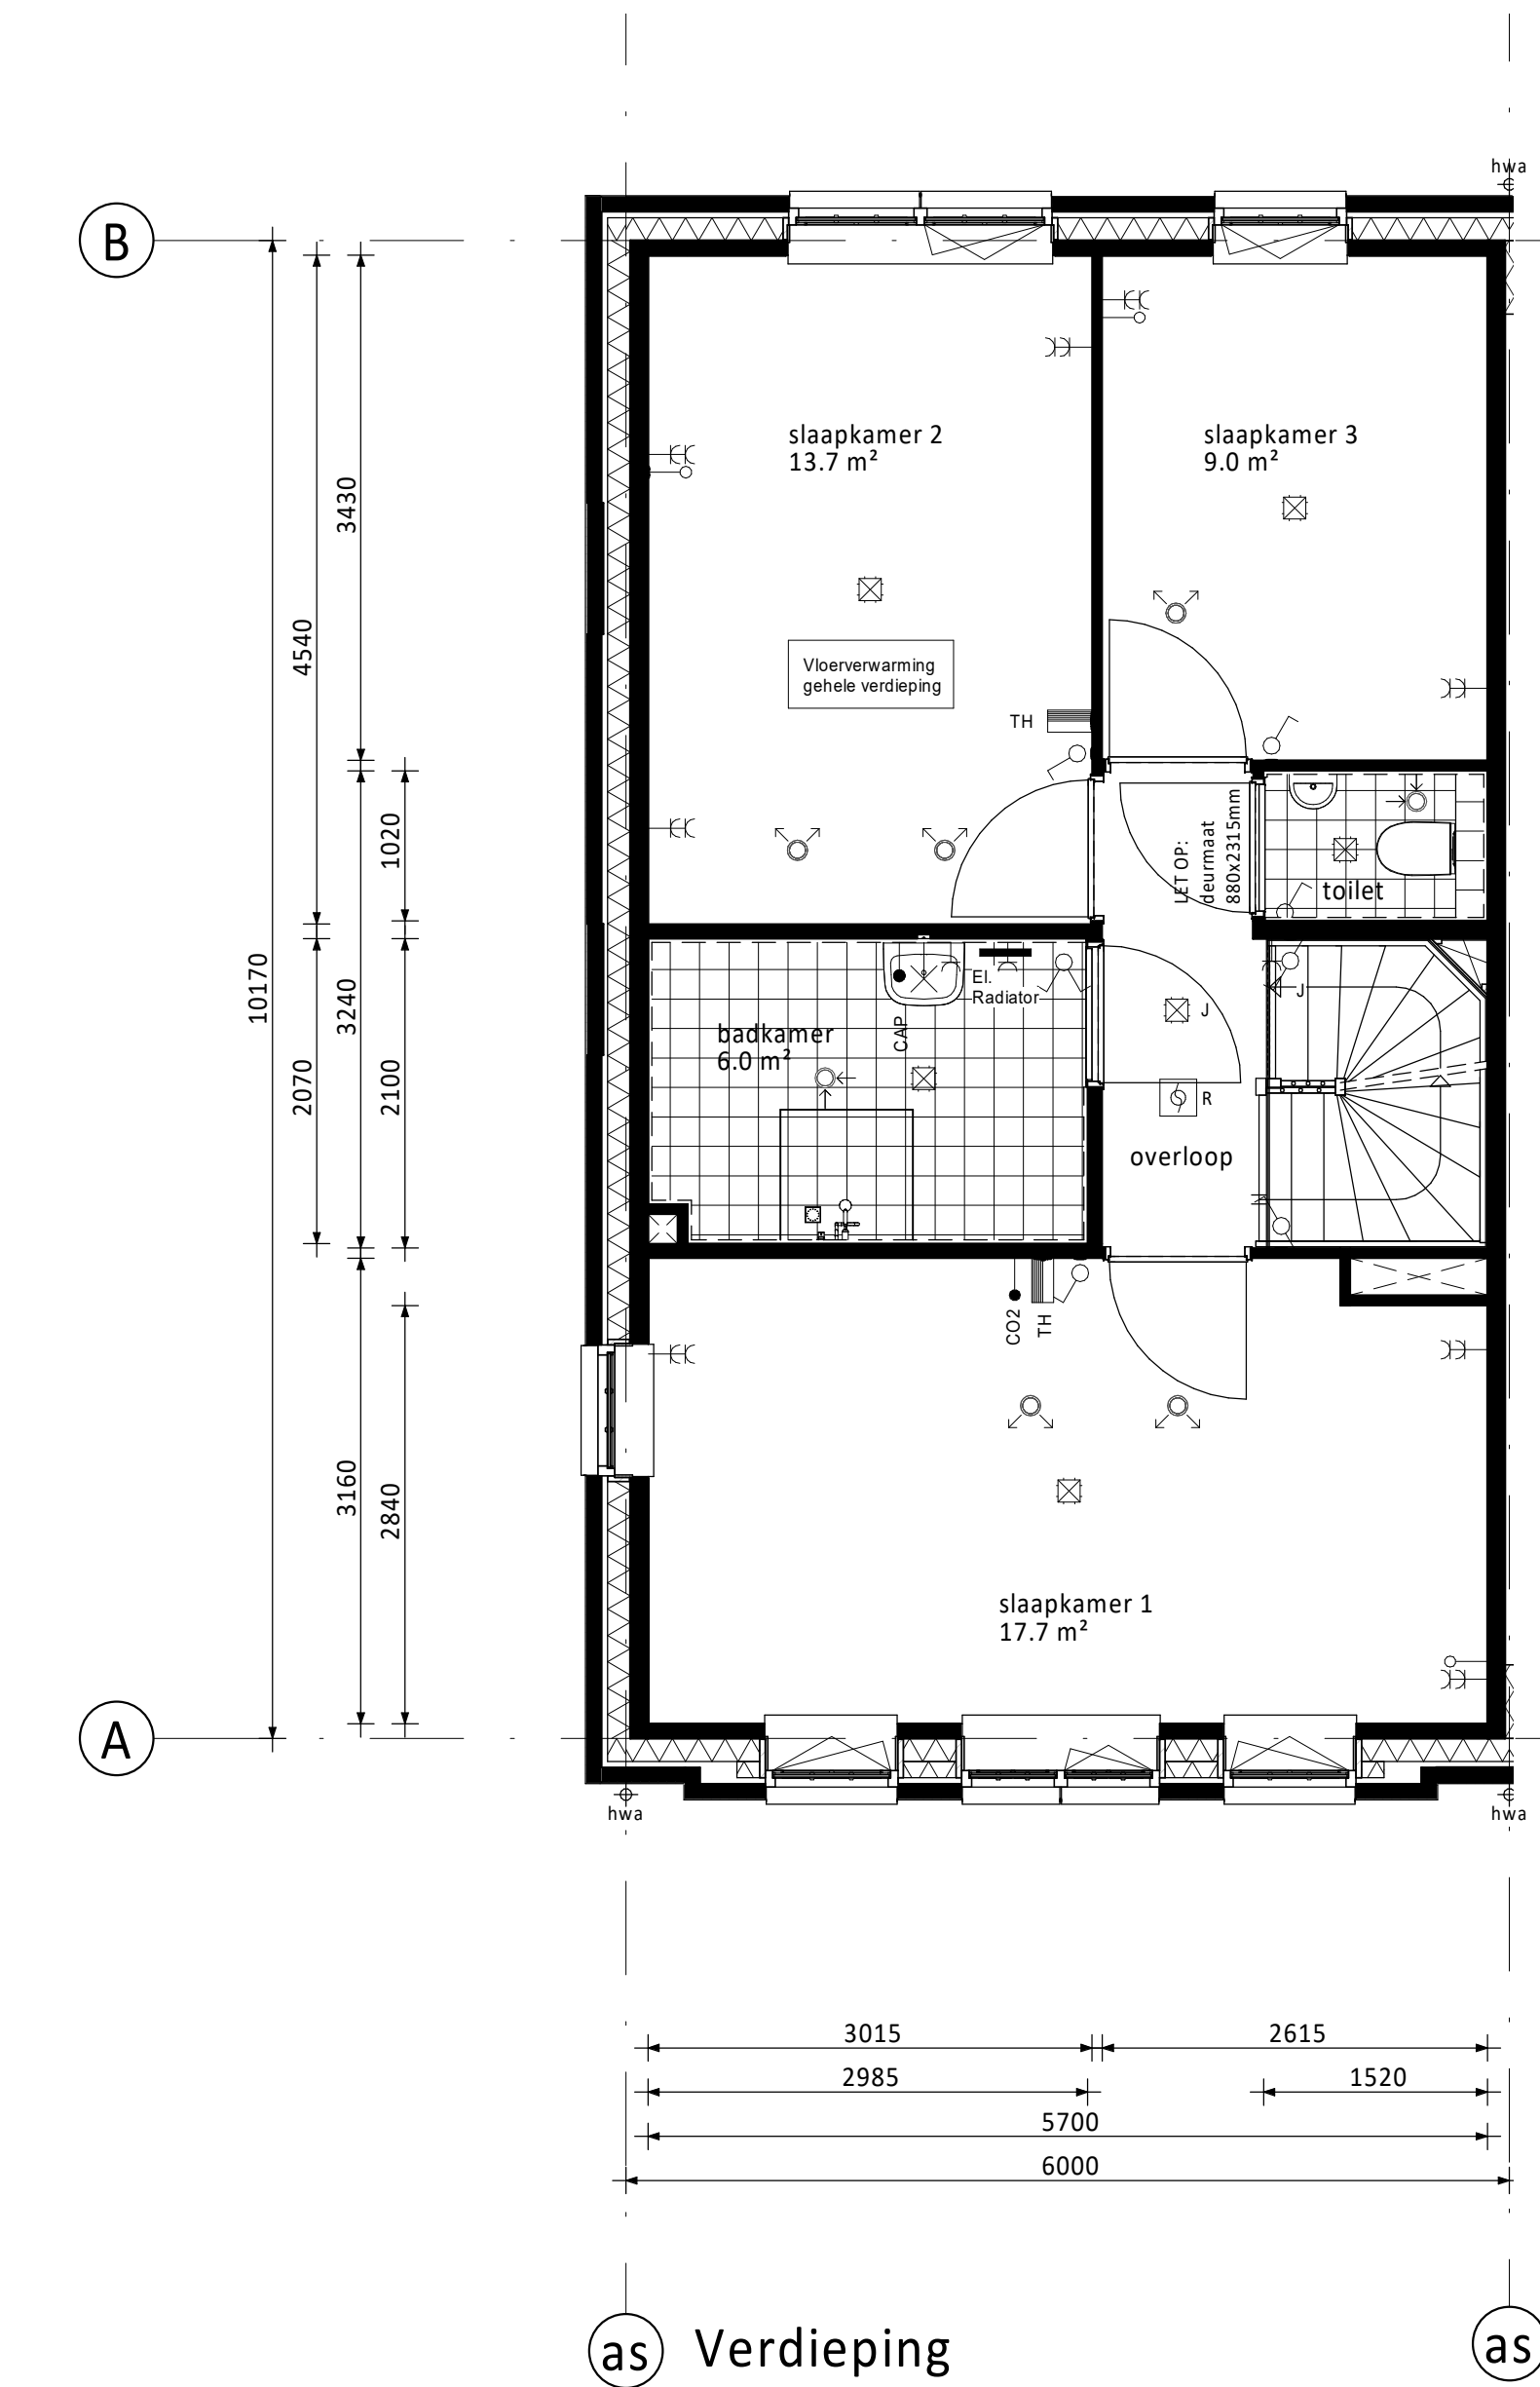 hwa
B
slaapkamer 2
13.7 m²
slaapkamer 3
9.0 m²
3430
4540
Vloerverwarming
gehele verdieping
TH
1020
LET OP:
deurmaat
880x2315mm
toilet
10170
3240
2070
2100
El.
Radiator
badkamer
6.0 m²
CAP
J
J
R
overloop
CO2
TH
3160
2840
slaapkamer 1
17.7 m²
A
hwa
hwa
3015
2615
2985
1520
5700
6000
as
Verdieping
as